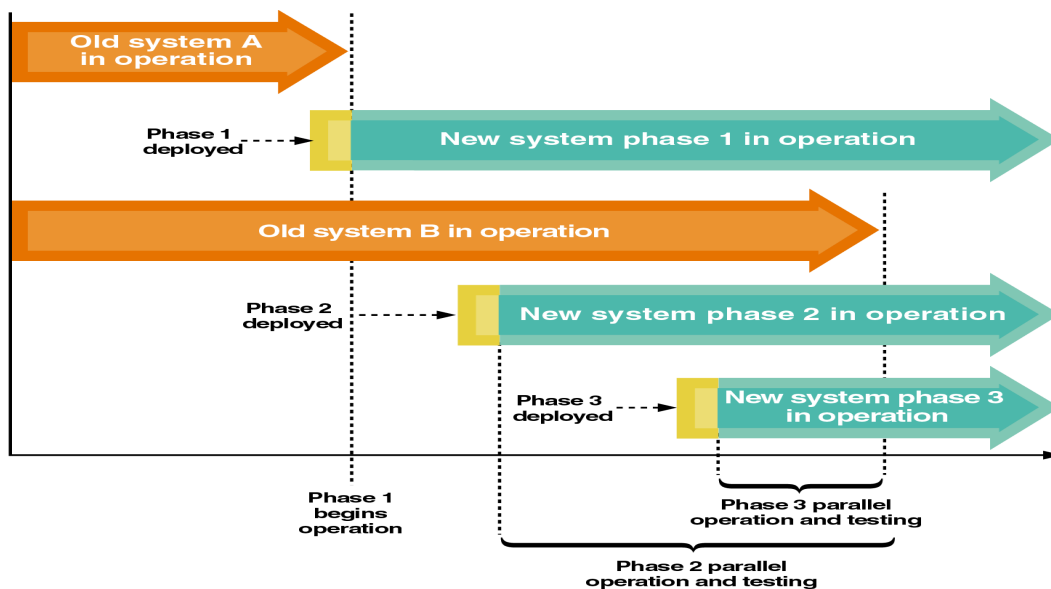 Old system A
in operation
Phase 1
deployed
New system phase 1 in operation
Old system B in operation
Phase 2
deployed
New system phase 2 in operation
Phase 3
deployed
New system phase 3
in operation
Phase 1
begins
operation
Phase 3 parallel
operation and testing
Phase 2 parallel
operation and testing